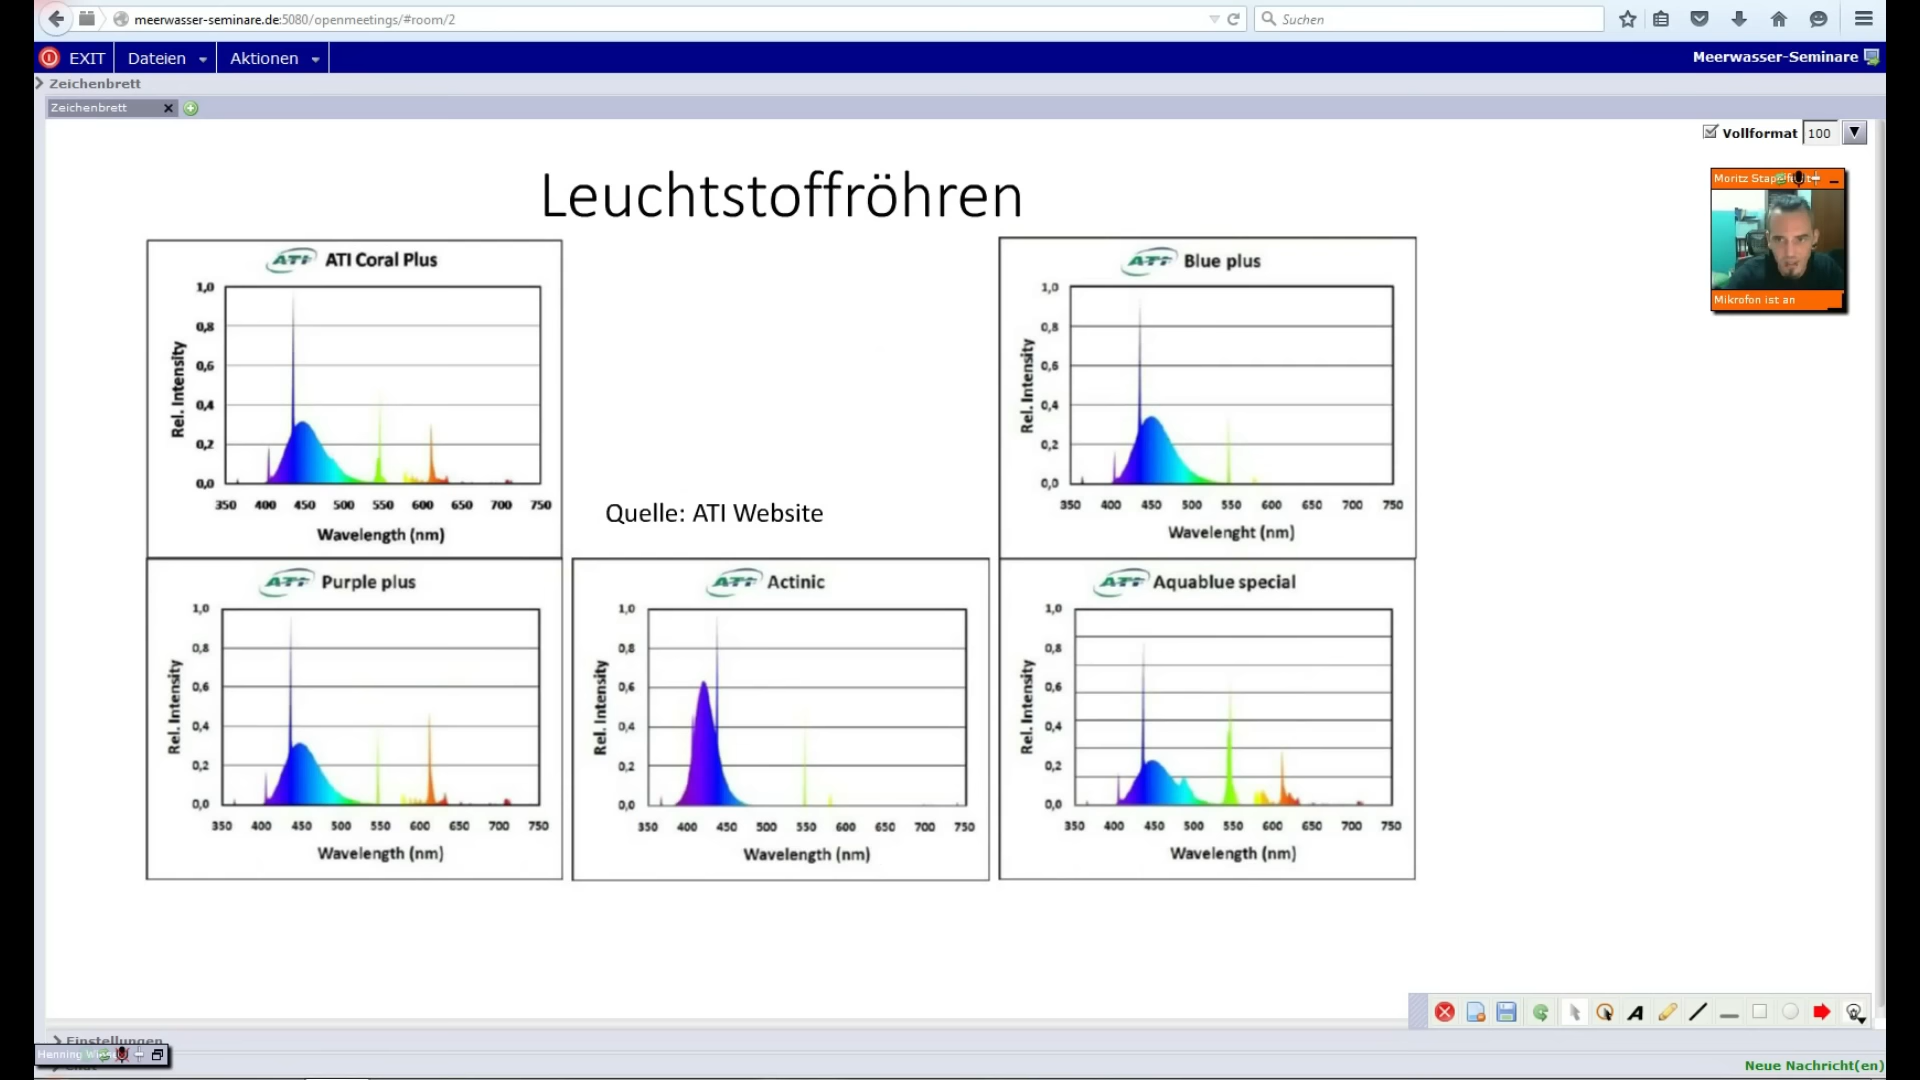 meerwasser-seminare.de:5080/openmeetings/#room/2
Suchen
EXIT Dateien Aktionen
Meerwasser-Seminare
Zeichenbrett
Zeichenbrett
Vollformat 100
Leuchtstoffröhren
Moritz
Mikrofon ist an
ATI ATI Coral Plus
Rel. Intensity
1,0
0,8
0,6
0,4
0,2
0,0
350 400 450 500 550 600 650 700 750
Wavelength (nm)
ATI Blue plus
Rel. Intensity
1,0
0,8
0,6
0,4
0,2
0,0
350 400 450 500 550 600 650 700 750
Wavelenght (nm)
Quelle: ATI Website
ATI Purple plus
Rel. Intensity
1,0
0,8
0,6
0,4
0,2
0,0
350 400 450 500 550 600 650 700 750
Wavelength (nm)
ATI Actinic
Rel. Intensity
1,0
0,8
0,6
0,4
0,2
0,0
350 400 450 500 550 600 650 700 750
Wavelength (nm)
ATI Aquablue special
Rel. Intensity
1,0
0,8
0,6
0,4
0,2
0,0
350 400 450 500 550 600 650 700 750
Wavelength (nm)
Einstellungen
Henning
Neue Nachricht(en)